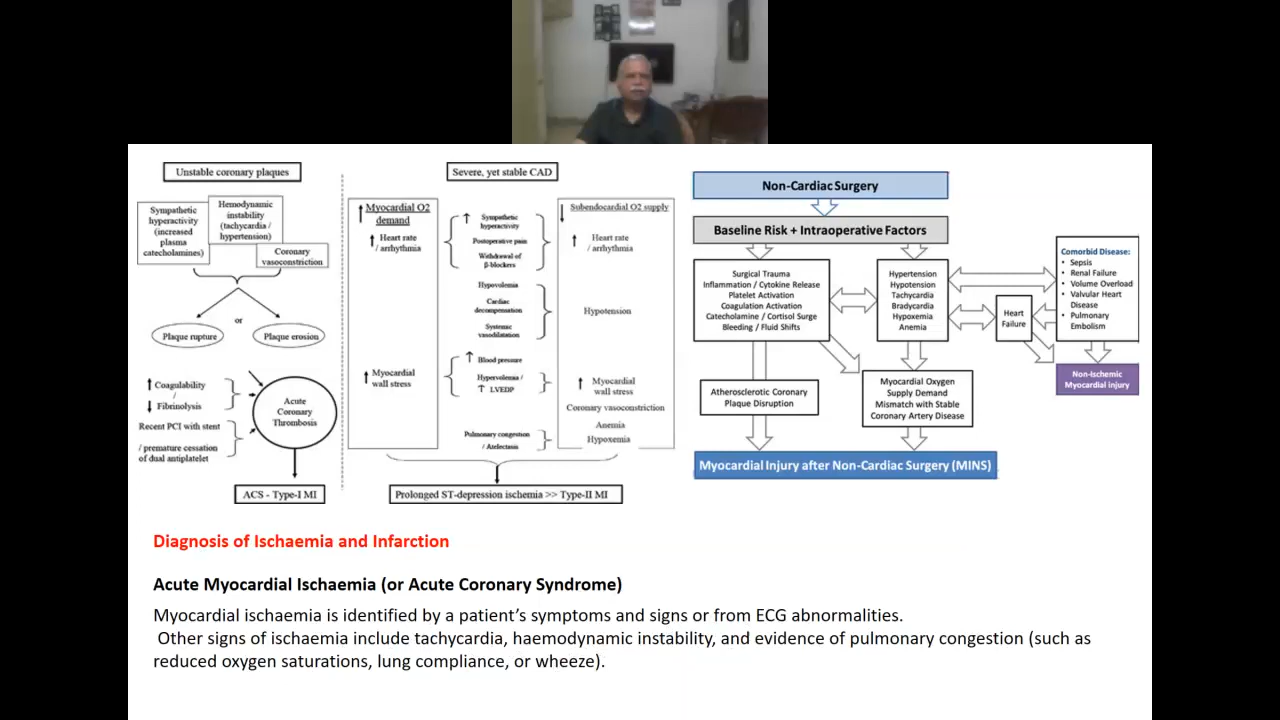 Unstable coronary plaques
Sympathetic
hyperactivity
(increased
plasma
catecholamines)
Hemodynamic
instability
(tachycardia /
hypertension)
Coronary
vasoconstriction
or
Plaque rupture
Plaque erosion
Coagulability
/
Fibrinolysis
Recent PCI with stent
/ premature cessation
of dual antiplatelet
Acute
Coronary
Thrombosis
ACS - Type-I MI
Severe, yet stable CAD
Myocardial O2
demand
Heart rate
/ arrhythmia
Myocardial
wall stress
Sympathetic
hyperactivity
Postoperative pain
Withdrawal of
β-blockers
Hypovolemia
Cardiac
decompensation
Systemic
vasodilatation
Blood pressure
Hypervolemia /
LVEDP
Pulmonary congestion
/ Atelectasis
Subendocardial O2 supply
Heart rate
/ arrhythmia
Hypotension
Myocardial
wall stress
Coronary vasoconstriction
Anemia
Hypoxemia
Prolonged ST-depression ischemia >> Type-II MI
Non-Cardiac Surgery
Baseline Risk + Intraoperative Factors
Surgical Trauma
Inflammation / Cytokine Release
Platelet Activation
Coagulation Activation
Catecholamine / Cortisol Surge
Bleeding / Fluid Shifts
Hypertension
Hypotension
Tachycardia
Bradycardia
Hypoxemia
Anemia
Heart
Failure
Comorbid Disease:
• Sepsis
• Renal Failure
• Volume Overload
• Valvular Heart
Disease
• Pulmonary
Embolism
Non-Ischemic
Myocardial injury
Atherosclerotic Coronary
Plaque Disruption
Myocardial Oxygen
Supply Demand
Mismatch with Stable
Coronary Artery Disease
Myocardial Injury after Non-Cardiac Surgery (MINS)
Diagnosis of Ischaemia and Infarction
Acute Myocardial Ischaemia (or Acute Coronary Syndrome)
Myocardial ischaemia is identified by a patient's symptoms and signs or from ECG abnormalities.
Other signs of ischaemia include tachycardia, haemodynamic instability, and evidence of pulmonary congestion (such as
reduced oxygen saturations, lung compliance, or wheeze).